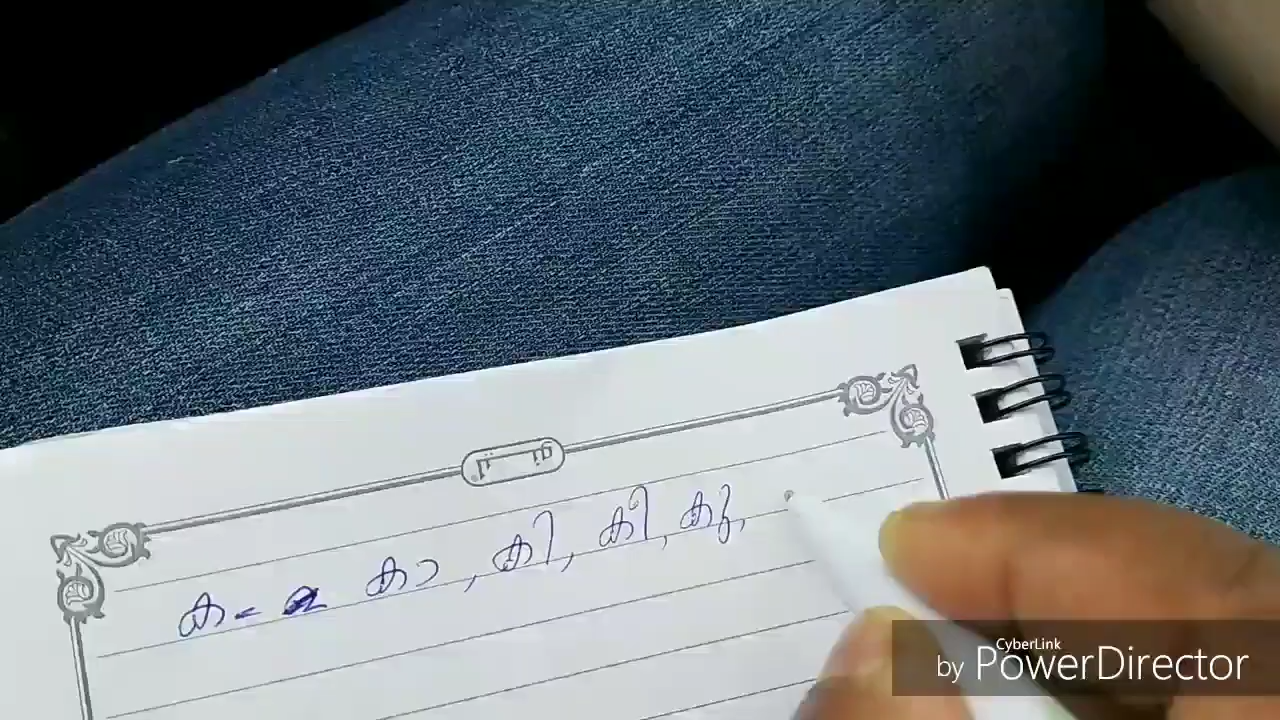 ക - കാ, കി, കീ, കു,
CyberLink
by PowerDirector